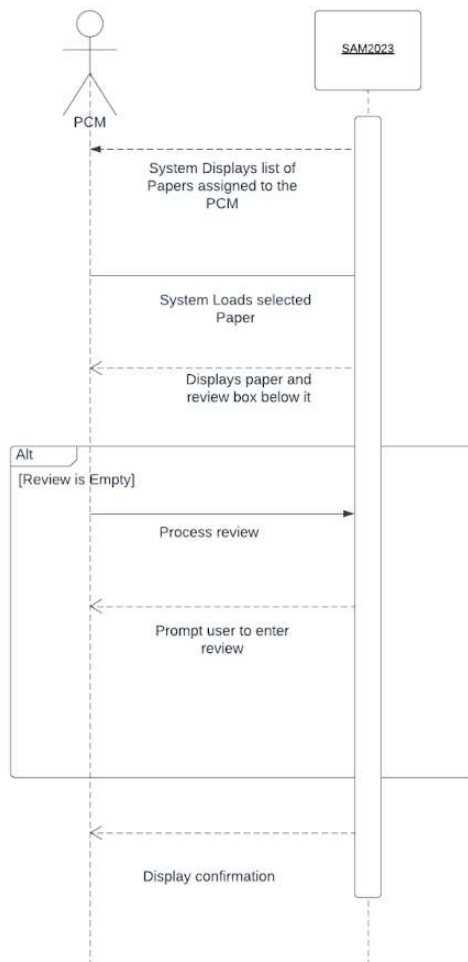 SAM2023
PCM
System Displays list of
Papers assigned to the
PCM
System Loads selected
Paper
Displays paper and
review box below it
Alt
[Review is Empty]
Process review
Prompt user to enter
review
Display confirmation